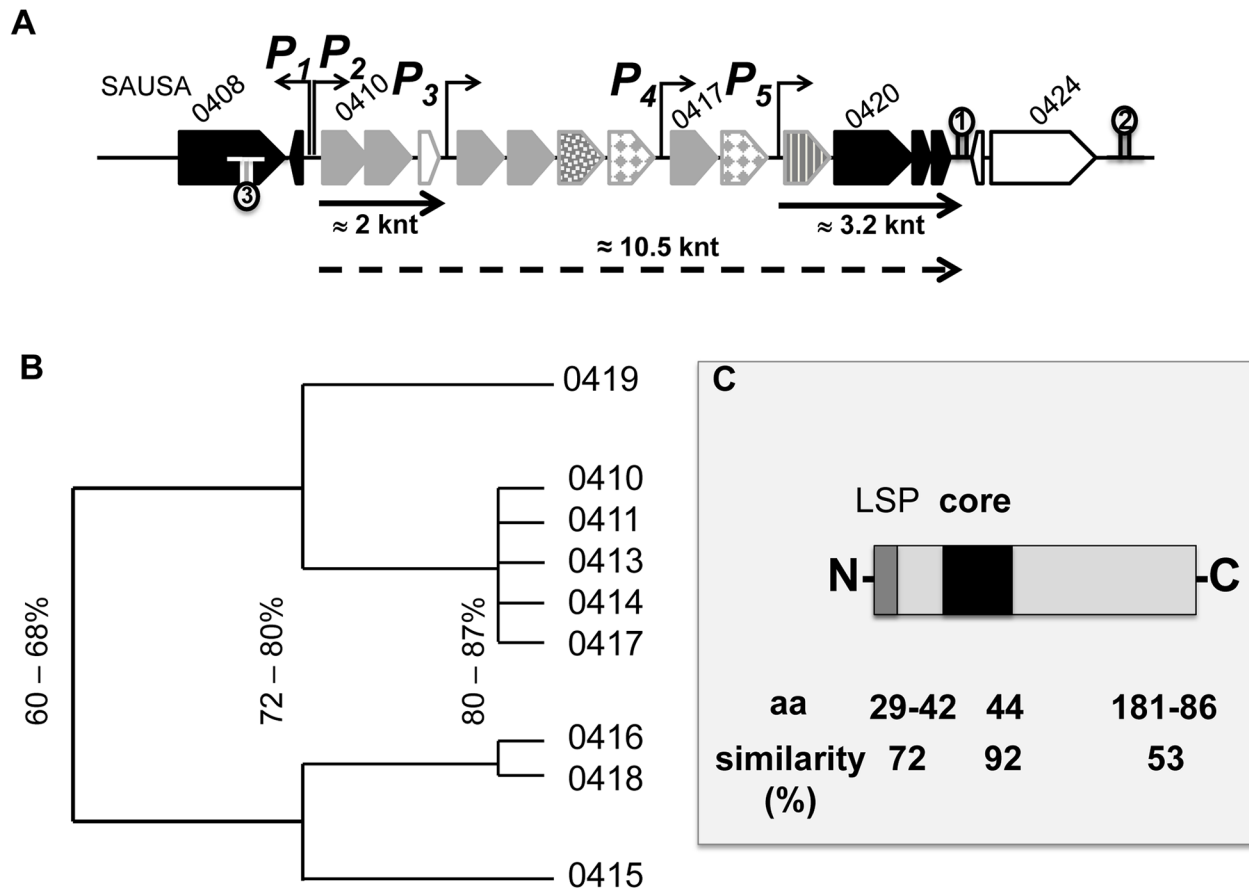 A
SAUSA
0408
P1
P2
0410
P3
P4
0417
P5
0420
1
0424
2
3
≈ 2 knt
≈ 3.2 knt
≈ 10.5 knt
B
60 – 68%
72 – 80%
80 – 87%
0419
0410
0411
0413
0414
0417
0416
0418
0415
C
LSP core
N
C
aa 29-42 44 181-86
similarity 72 92 53
(%)